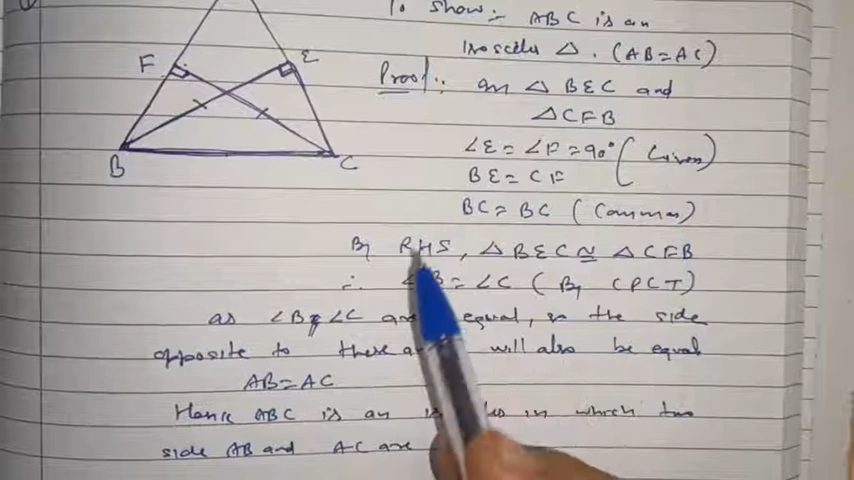 To show :- ABC is an
isosceles △. (AB=AC)
F
E
B
C
Proof :- In △ BEC and
△CFB
∠E = ∠F = 90° (Given)
BE = CF
BC = BC (Common)
By RHS, △BEC ≅ △CFB
∴ ∠B = ∠C (By CPCT)
as ∠B & ∠C are equal, so the side
opposite to these will also be equal
AB=AC
Hence ABC is an in which two
side AB and AC are